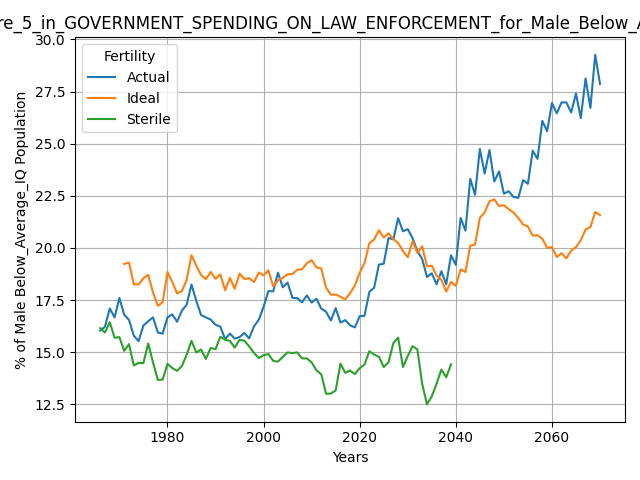 re_5_in_GOVERNMENT_SPENDING_ON_LAW_ENFORCEMENT_for_Male_Below_A
Fertility
Actual
Ideal
Sterile
% of Male Below_Average_IQ Population
30.0
27.5
25.0
22.5
20.0
17.5
15.0
12.5
1980
2000
2020
2040
2060
Years